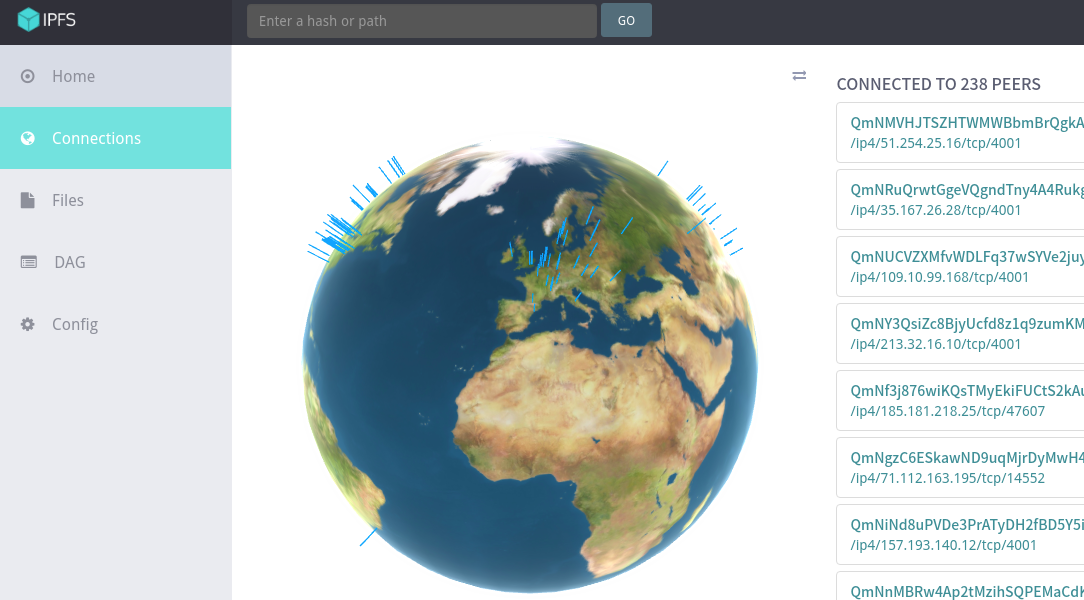 IPFS
Enter a hash or path
GO
Home
Connections
Files
DAG
Config
CONNECTED TO 238 PEERS
QmNMVHJTSZHTWMWBbmBrQgkA
/ip4/51.254.25.16/tcp/4001
QmNRuQrwtGgeVQgndTny4A4Rukg
/ip4/35.167.26.28/tcp/4001
QmNUCVZXMfvWDLFq37wSYVe2juy
/ip4/109.10.99.168/tcp/4001
QmNY3QsiZc8BjyUcfd8z1q9zumKM
/ip4/213.32.16.10/tcp/4001
QmNf3j876wiKQsTMyEkiFUCtS2kAu
/ip4/185.181.218.25/tcp/47607
QmNgzC6ESkawND9uqMjrDyMwH4
/ip4/71.112.163.195/tcp/14552
QmNiNd8uPVDe3PrATyDH2fBD5Y5i
/ip4/157.193.140.12/tcp/4001
QmNnMBRw4Ap2tMzihSQPEMaCdK